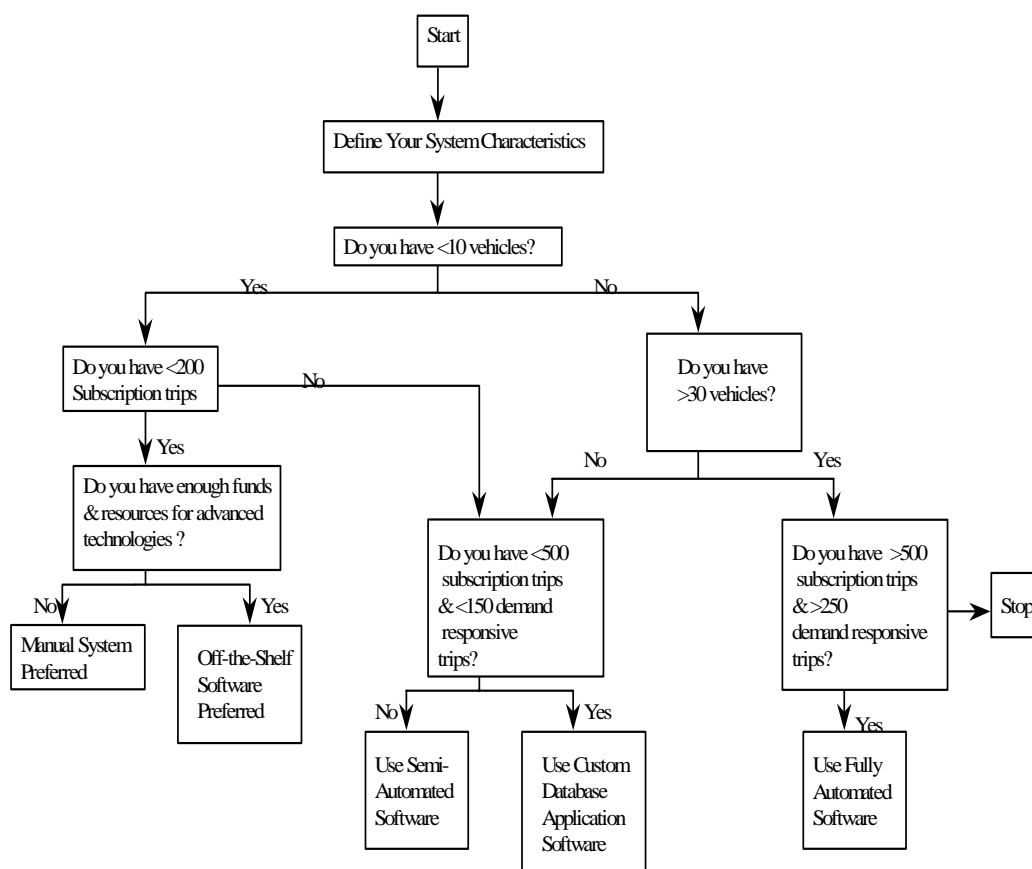 Start
Define Your System Characteristics
Do you have <10 vehicles?
Yes
No
Do you have <200
Subscription trips
No
Do you have
>30 vehicles?
Yes
No
Yes
Do you have enough funds
& resources for advanced
technologies ?
Do you have <500
subscription trips
& <150 demand
responsive
trips?
Do you have >500
subscription trips
& >250
demand responsive
trips?
Stop
No
Yes
Manual System
Preferred
Off-the-Shelf
Software
Preferred
No
Yes
Yes
Use Semi-
Automated
Software
Use Custom
Database
Application
Software
Use Fully
Automated
Software